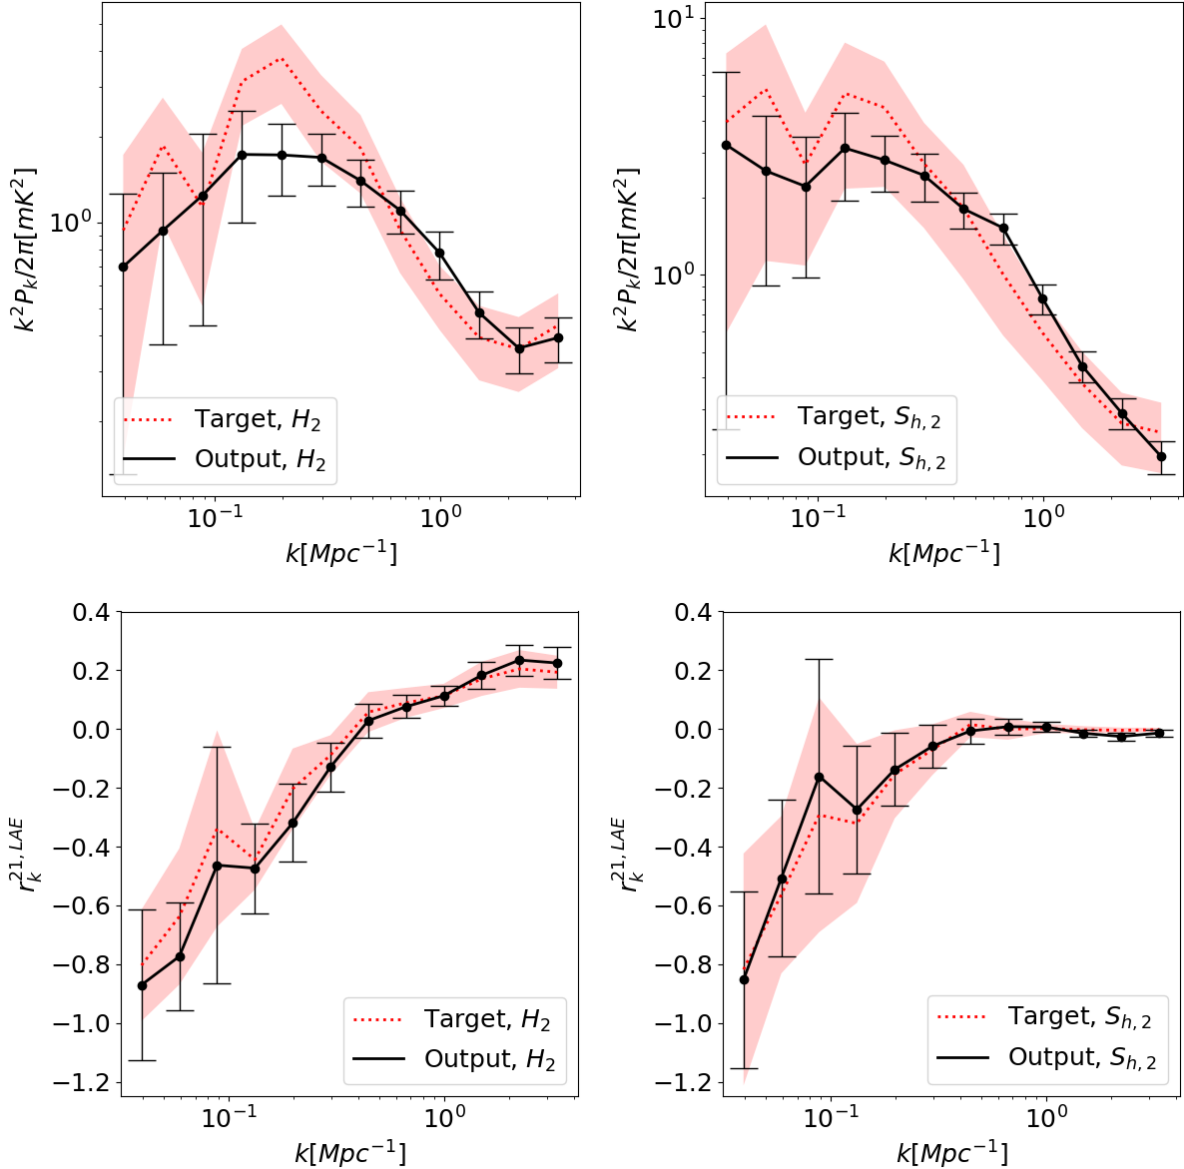 10^0
k^2P_k/2π[mK^2]
Target, H_2
Output, H_2
10^-1
10^0
k[Mpc^-1]
10^1
10^0
k^2P_k/2π[mK^2]
Target, S_h,2
Output, S_h,2
10^-1
10^0
k[Mpc^-1]
0.4
0.2
0.0
−0.2
−0.4
−0.6
−0.8
−1.0
−1.2
r_k^21,LAE
Target, H_2
Output, H_2
10^-1
10^0
k[Mpc^-1]
0.4
0.2
0.0
−0.2
−0.4
−0.6
−0.8
−1.0
−1.2
r_k^21,LAE
Target, S_h,2
Output, S_h,2
10^-1
10^0
k[Mpc^-1]